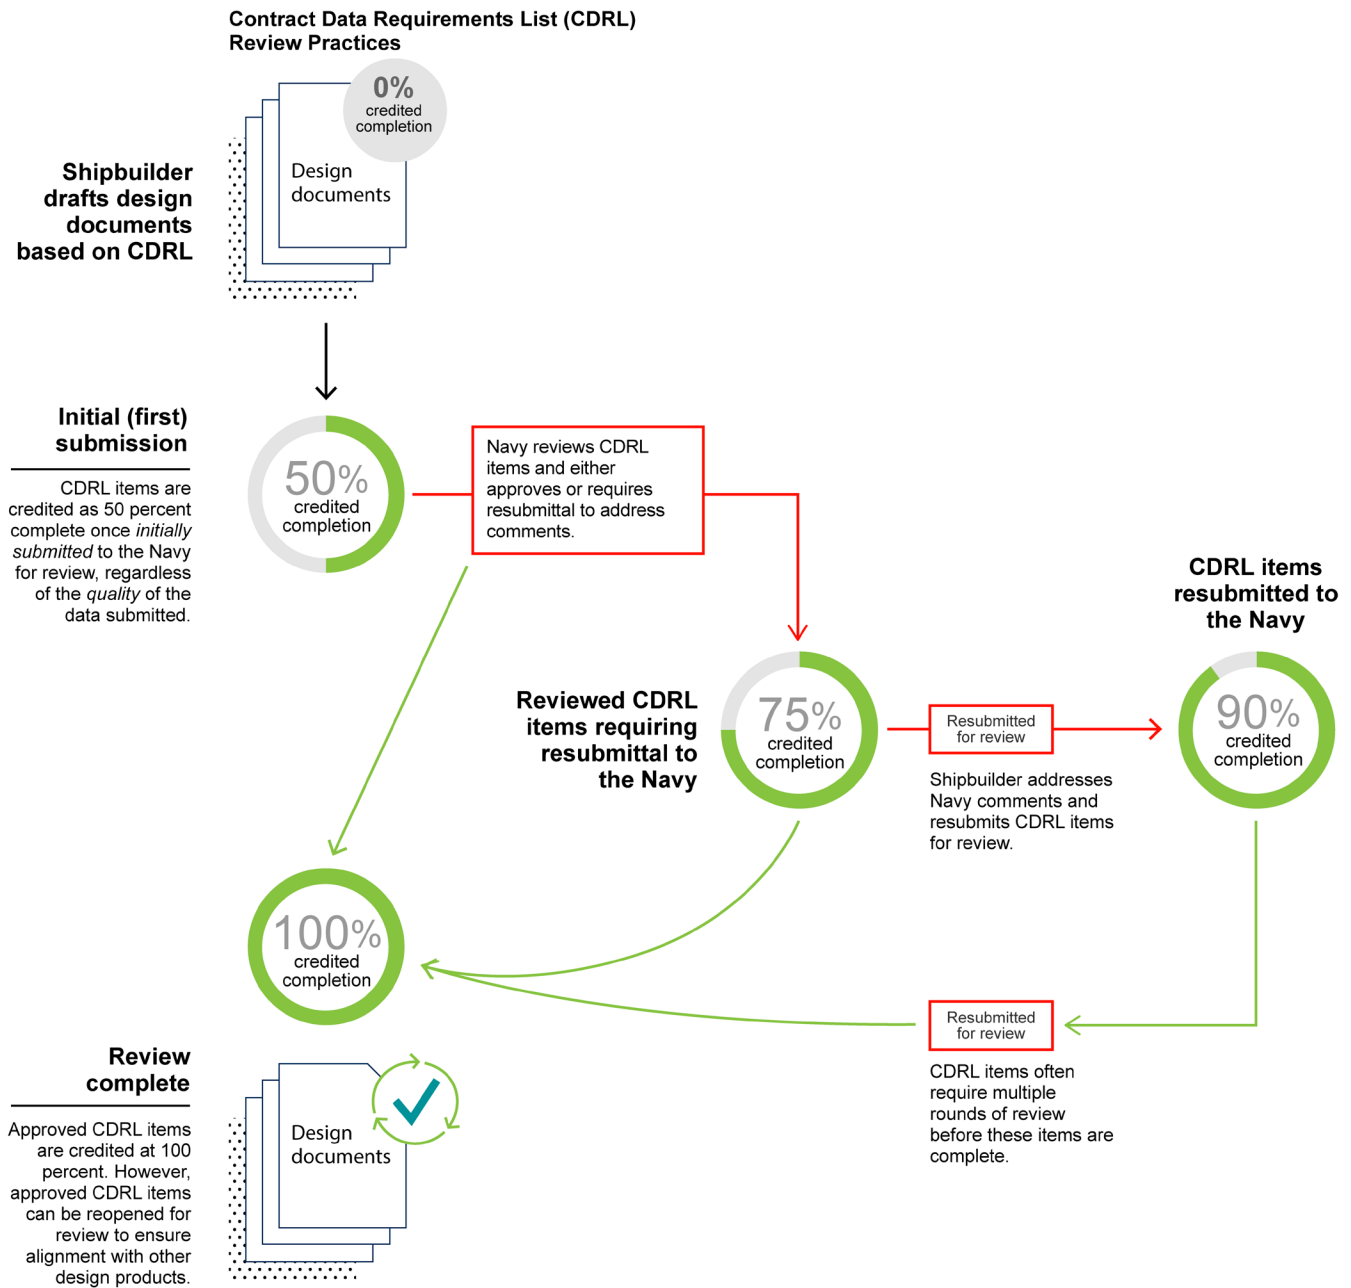 Contract Data Requirements List (CDRL)
Review Practices
0%
credited
completion
Design
documents
Shipbuilder
drafts design
documents
based on CDRL
Initial (first)
submission
CDRL items are
credited as 50 percent
complete once initially
submitted to the Navy
for review, regardless
of the quality of the
data submitted.
50%
credited
completion
Navy reviews CDRL
items and either
approves or requires
resubmittal to address
comments.
CDRL items
resubmitted to
the Navy
Reviewed CDRL
items requiring
resubmittal to
the Navy
75%
credited
completion
Resubmitted
for review
Shipbuilder addresses
Navy comments and
resubmits CDRL items
for review.
90%
credited
completion
100%
credited
completion
Resubmitted
for review
CDRL items often
require multiple
rounds of review
before these items are
complete.
Review
complete
Approved CDRL items
are credited at 100
percent. However,
approved CDRL items
can be reopened for
review to ensure
alignment with other
design products.
Design
documents